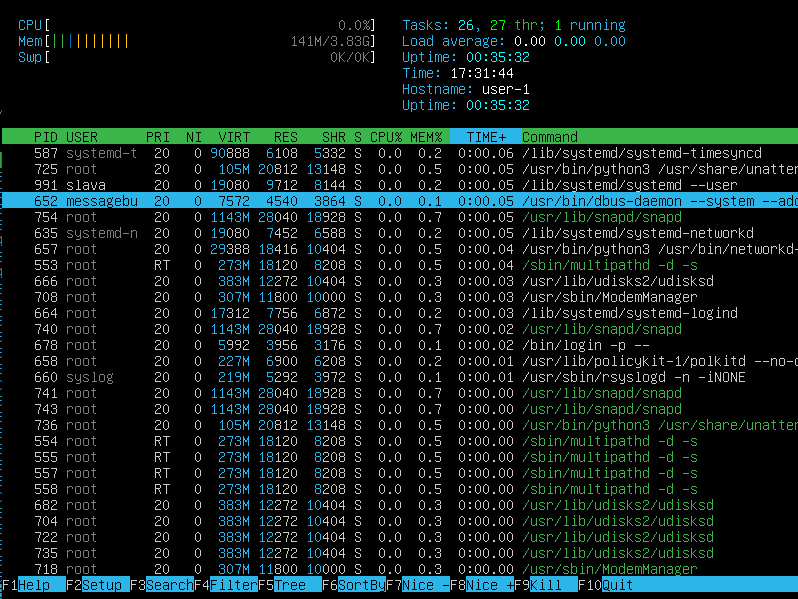 CPU[ 0.0%] Tasks: 26, 27 thr; 1 running
Mem[|||||||||| 141M/3.83G] Load average: 0.00 0.00 0.00
Swp[ 0K/0K] Uptime: 00:35:32
Time: 17:31:44
Hostname: user-1
Uptime: 00:35:32
PID USER PRI NI VIRT RES SHR S CPU% MEM% TIME+ Command
587 systemd-t 20 0 90888 6108 5332 S 0.0 0.2 0:00.06 /lib/systemd/systemd-timesyncd
725 root 20 0 105M 20812 13148 S 0.0 0.5 0:00.05 /usr/bin/python3 /usr/share/unatten
991 slava 20 0 19080 9712 8144 S 0.0 0.2 0:00.05 /lib/systemd/systemd --user
652 messagebu 20 0 7572 4540 3864 S 0.0 0.1 0:00.05 /usr/bin/dbus-daemon --system --add
754 root 20 0 1143M 28040 18928 S 0.0 0.7 0:00.05 /usr/lib/snapd/snapd
635 systemd-n 20 0 19080 7452 6588 S 0.0 0.2 0:00.05 /lib/systemd/systemd-networkd
657 root 20 0 29388 18416 10404 S 0.0 0.5 0:00.04 /usr/bin/python3 /usr/bin/networkd-
553 root RT 0 273M 18120 8208 S 0.0 0.5 0:00.04 /sbin/multipathd -d -s
666 root 20 0 383M 12272 10404 S 0.0 0.3 0:00.03 /usr/lib/udisks2/udisksd
708 root 20 0 307M 11800 10000 S 0.0 0.3 0:00.03 /usr/sbin/ModemManager
664 root 20 0 17312 7756 6872 S 0.0 0.2 0:00.03 /lib/systemd/systemd-logind
740 root 20 0 1143M 28040 18928 S 0.0 0.7 0:00.02 /usr/lib/snapd/snapd
678 root 20 0 5992 3956 3176 S 0.0 0.1 0:00.02 /bin/login -p --
658 root 20 0 227M 6900 6208 S 0.0 0.2 0:00.01 /usr/lib/policykit-1/polkitd --no-d
660 syslog 20 0 219M 5292 3972 S 0.0 0.1 0:00.01 /usr/sbin/rsyslogd -n -iNONE
741 root 20 0 1143M 28040 18928 S 0.0 0.7 0:00.00 /usr/lib/snapd/snapd
743 root 20 0 1143M 28040 18928 S 0.0 0.7 0:00.00 /usr/lib/snapd/snapd
736 root 20 0 105M 20812 13148 S 0.0 0.5 0:00.00 /usr/bin/python3 /usr/share/unatten
554 root RT 0 273M 18120 8208 S 0.0 0.5 0:00.00 /sbin/multipathd -d -s
555 root RT 0 273M 18120 8208 S 0.0 0.5 0:00.00 /sbin/multipathd -d -s
557 root RT 0 273M 18120 8208 S 0.0 0.5 0:00.00 /sbin/multipathd -d -s
558 root RT 0 273M 18120 8208 S 0.0 0.5 0:00.00 /sbin/multipathd -d -s
682 root 20 0 383M 12272 10404 S 0.0 0.3 0:00.00 /usr/lib/udisks2/udisksd
704 root 20 0 383M 12272 10404 S 0.0 0.3 0:00.00 /usr/lib/udisks2/udisksd
722 root 20 0 383M 12272 10404 S 0.0 0.3 0:00.00 /usr/lib/udisks2/udisksd
735 root 20 0 383M 12272 10404 S 0.0 0.3 0:00.00 /usr/lib/udisks2/udisksd
718 root 20 0 307M 11800 10000 S 0.0 0.3 0:00.00 /usr/sbin/ModemManager
F1Help F2Setup F3SearchF4FilterF5Tree F6SortByF7Nice -F8Nice +F9Kill F10Quit